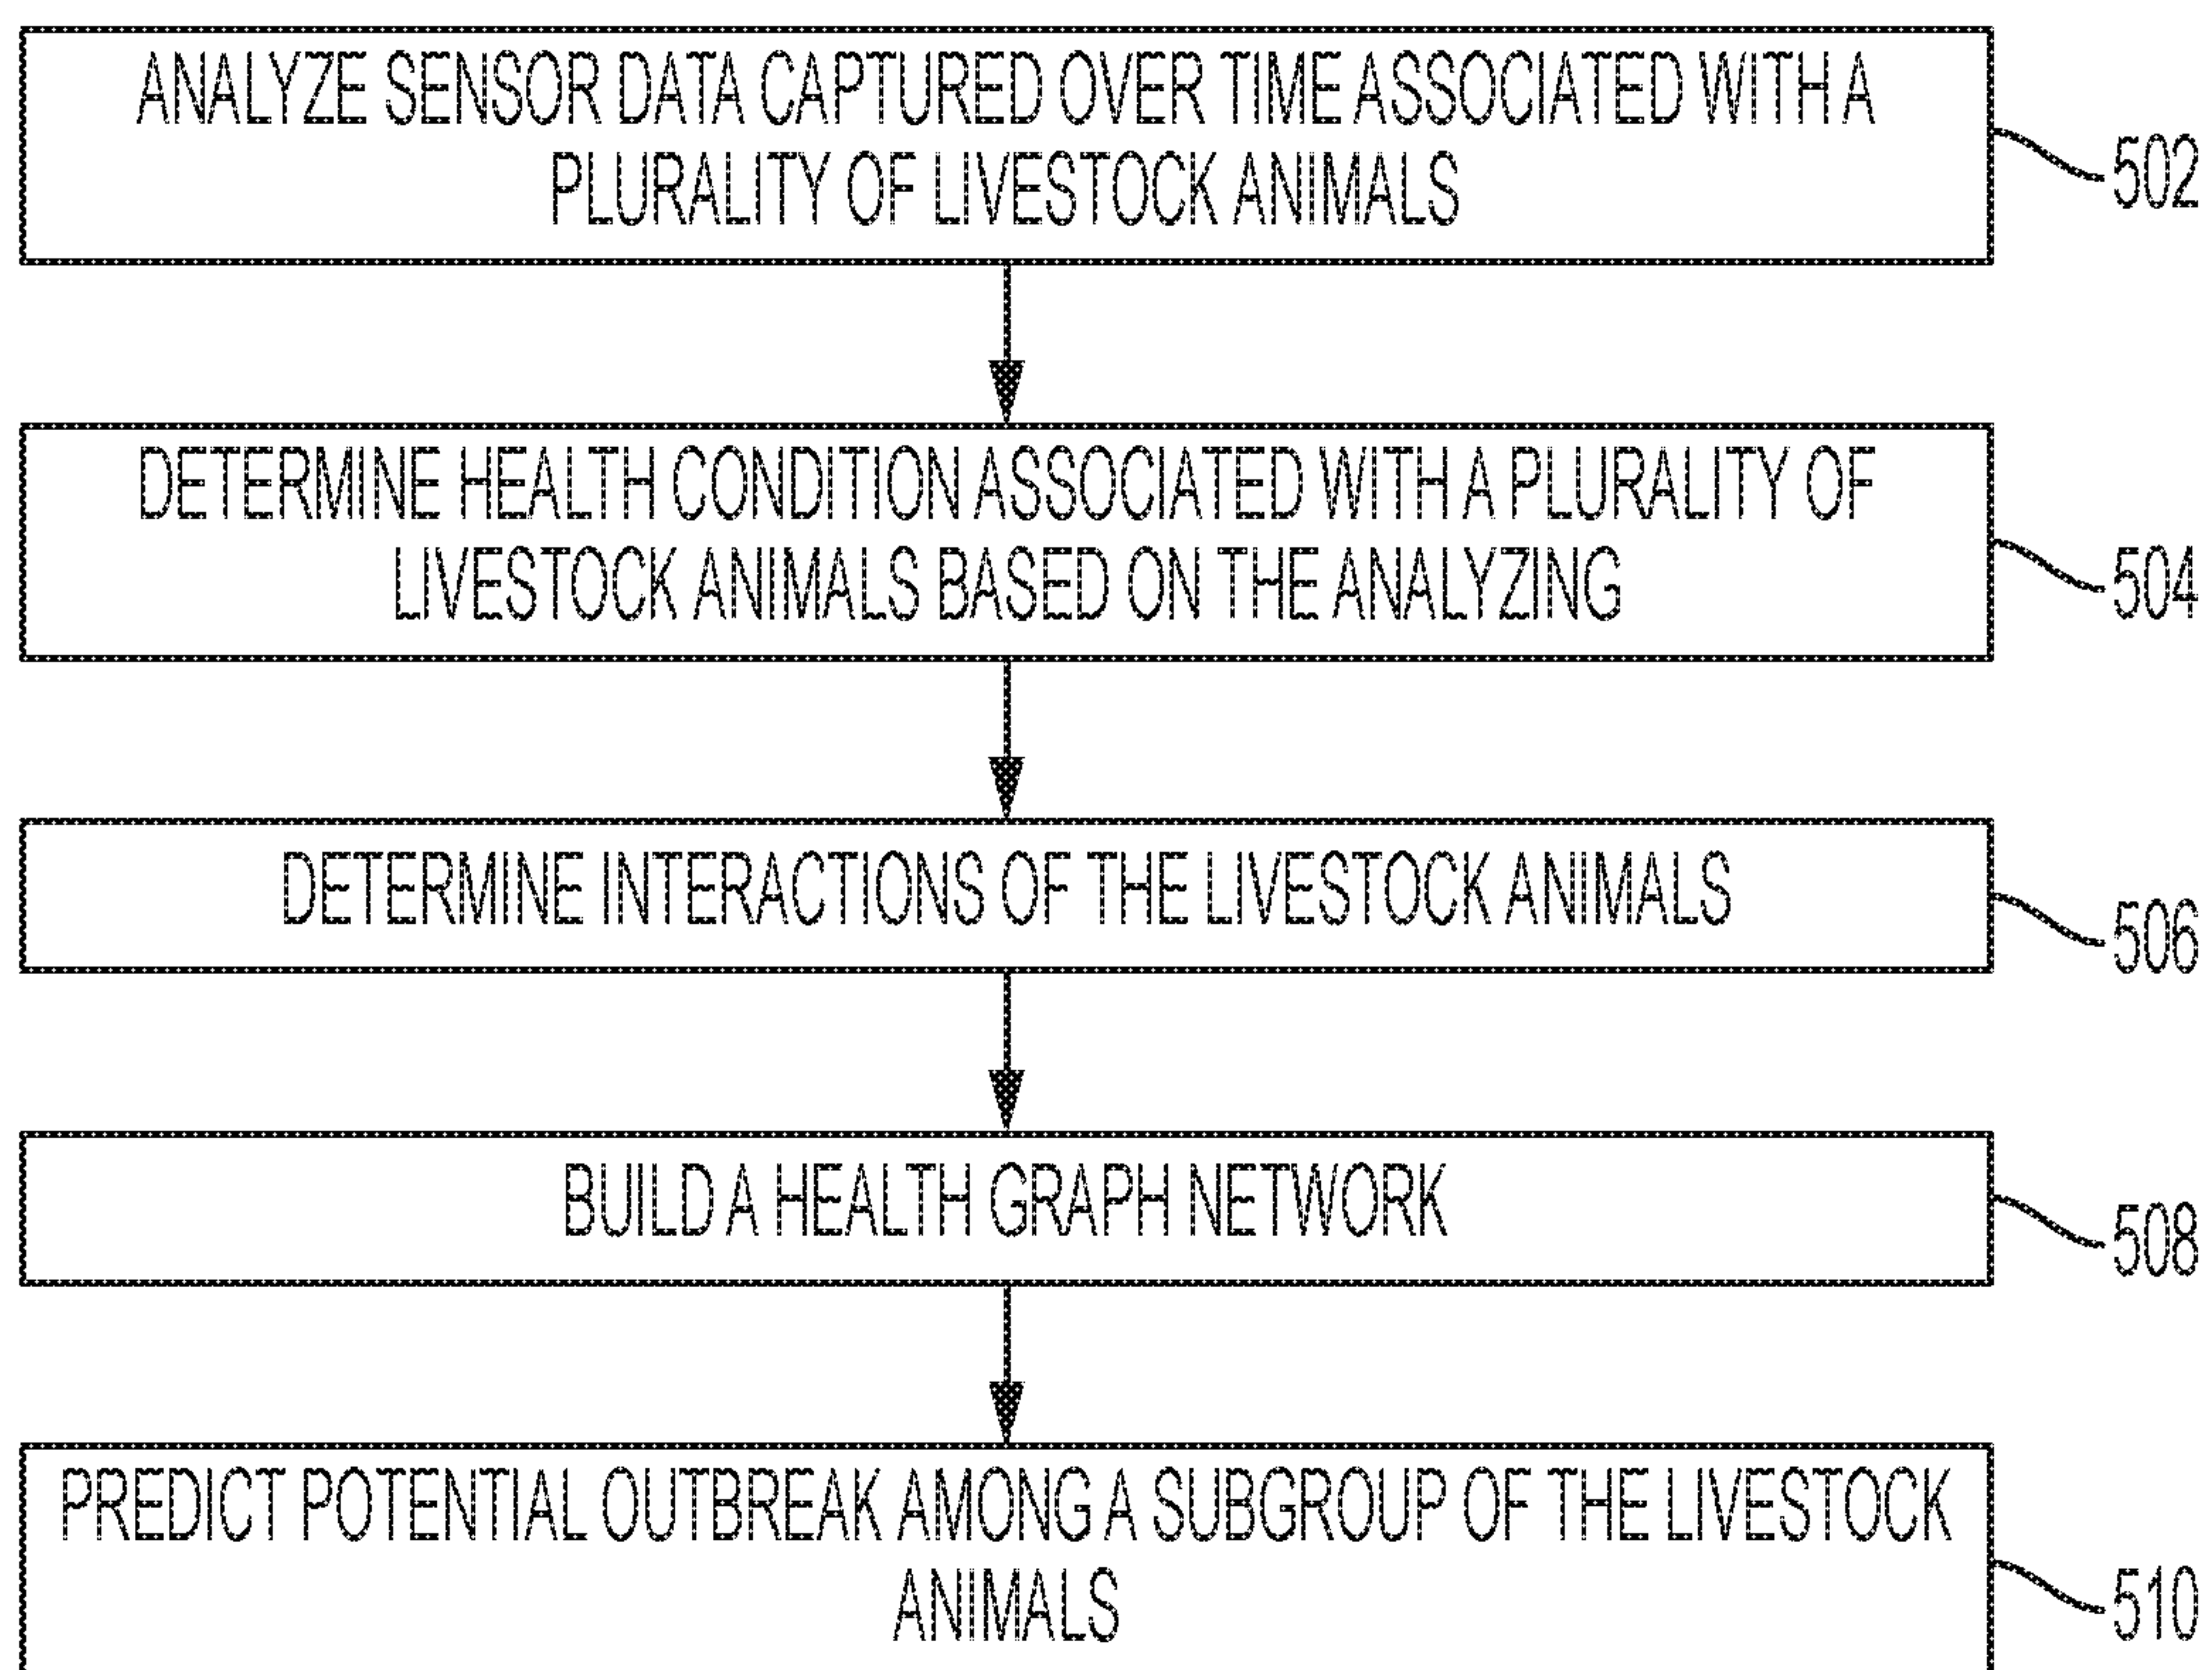 ANALYZE SENSOR DATA CAPTURED OVER TIME ASSOCIATED WITH A
PLURALITY OF LIVESTOCK ANIMALS
502
DETERMINE HEALTH CONDITION ASSOCIATED WITH A PLURALITY OF
LIVESTOCK ANIMALS BASED ON THE ANALYZING
504
DETERMINE INTERACTIONS OF THE LIVESTOCK ANIMALS
506
BUILD A HEALTH GRAPH NETWORK
508
PREDICT POTENTIAL OUTBREAK AMONG A SUBGROUP OF THE LIVESTOCK
ANIMALS
510